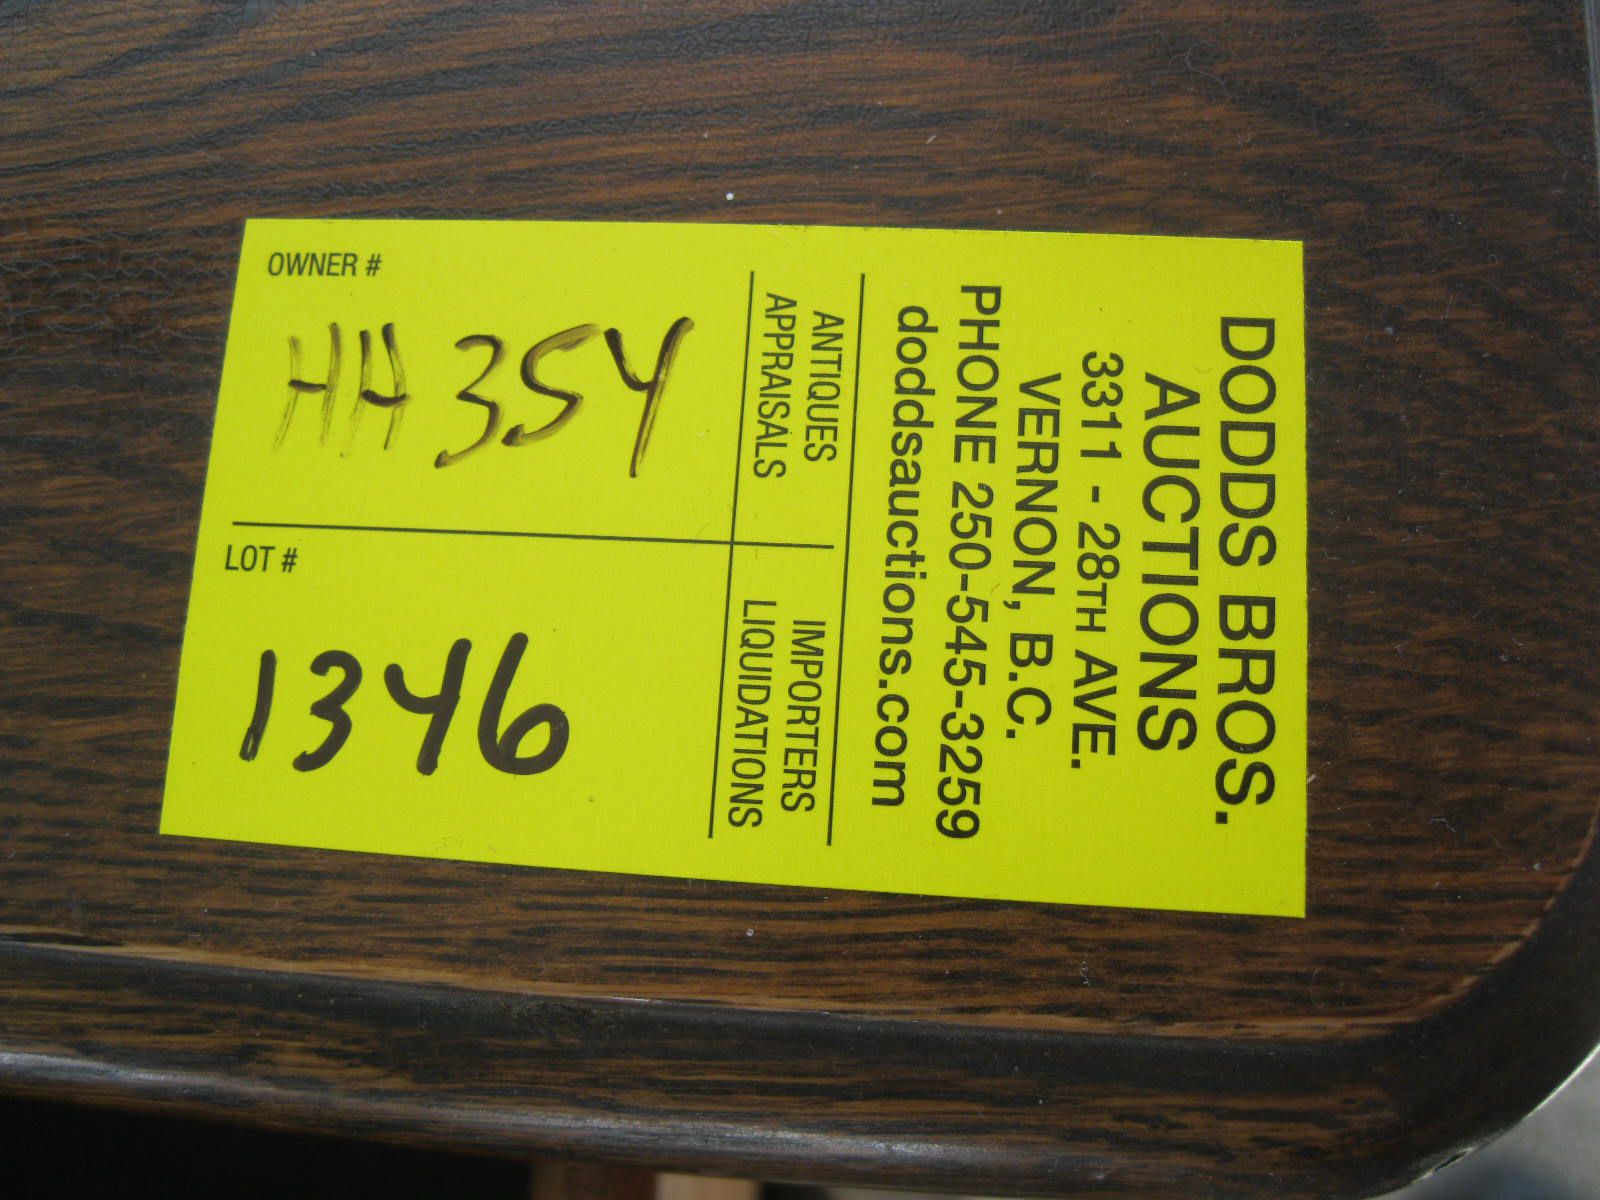 DODDS BROS.
AUCTIONS
3311 - 28TH AVE.
VERNON, B.C.
PHONE 250-545-3259
doddsauctions.com
ANTIQUES
APPRAISALS
IMPORTERS
LIQUIDATIONS
OWNER #
HH 354
LOT #
1346